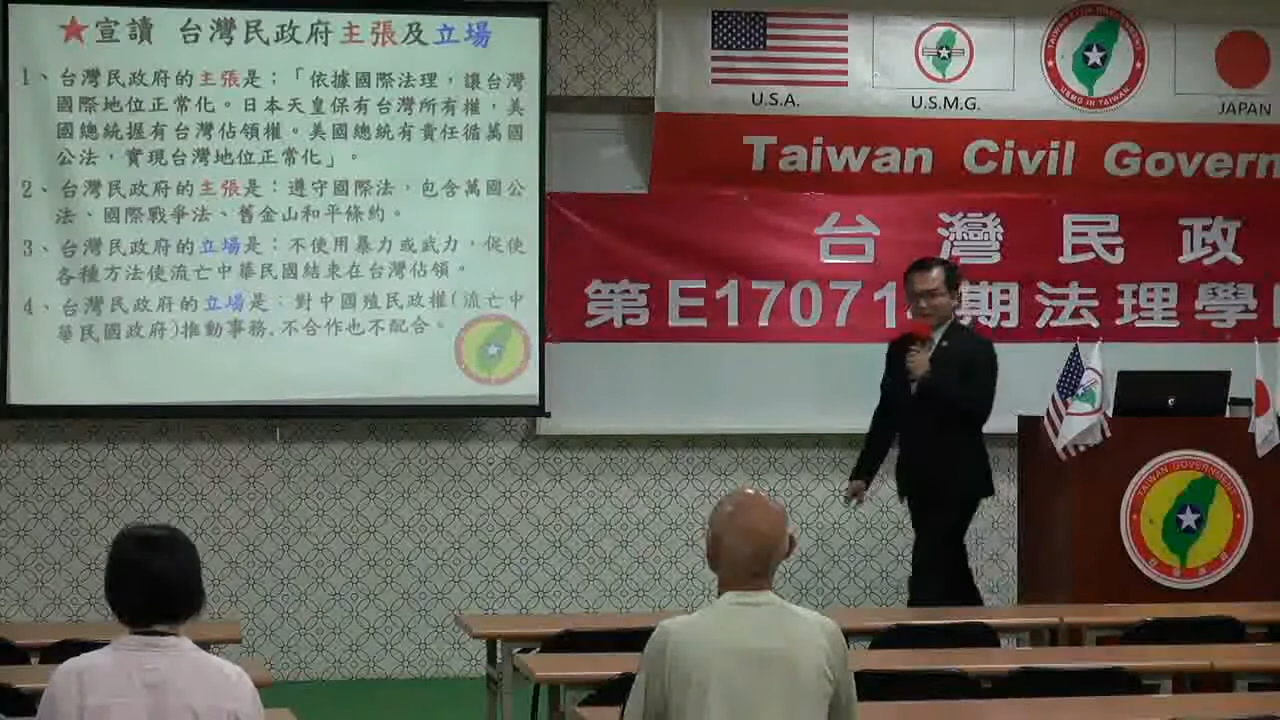 ★宣讀 台灣民政府主張及立場
1、台灣民政府的主張是：「依據國際法理，讓台灣
國際地位正常化。日本天皇保有台灣所有權，美
國總統握有台灣佔領權。美國總統有責任循萬國
公法，實現台灣地位正常化」。
2、台灣民政府的主張是：遵守國際法，包含萬國公
法、國際戰爭法、舊金山和平條約。
3、台灣民政府的立場是：不使用暴力或武力，促使
各種方法使流亡中華民國結束在台灣佔領。
4、台灣民政府的立場是：對中國殖民政權(流亡中
華民國政府)推動事務,不合作也不配合。
U.S.A.
U.S.M.G.
TAIWAN CIVIL GOVERNMENT
USMG IN TAIWAN
JAPAN
Taiwan Civil Governm
台灣民政
第E17071 期法理學
TAIWAN GOVERNMENT